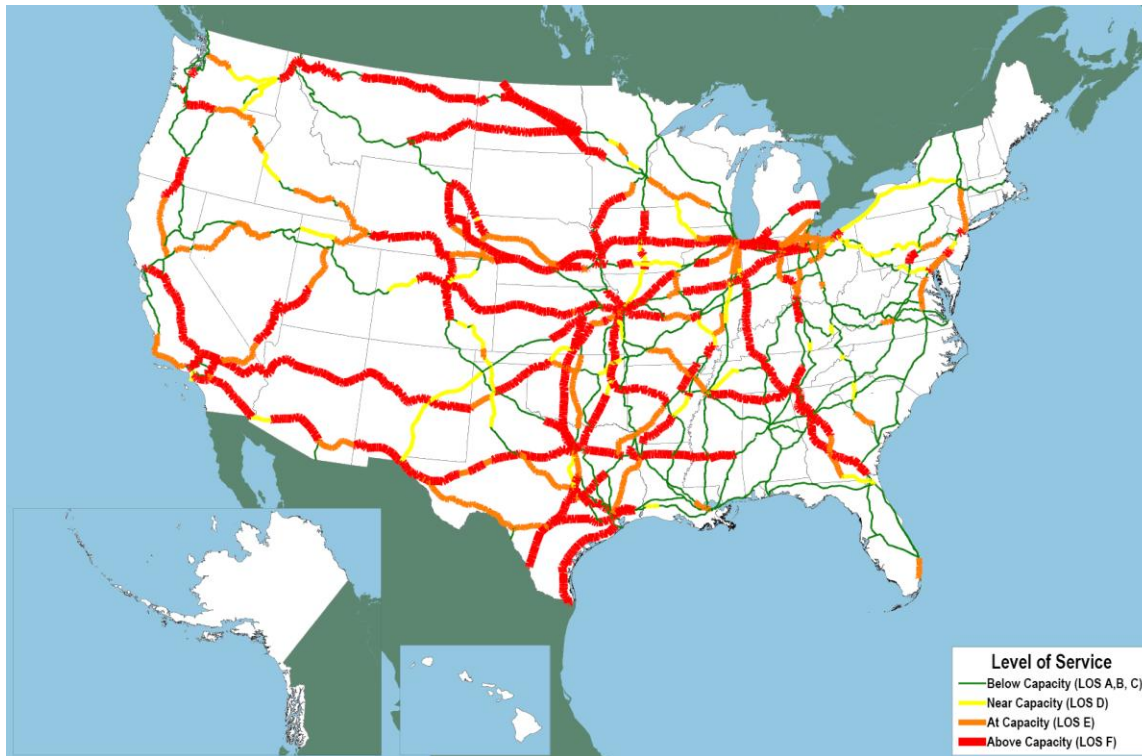 Level of Service
Below Capacity (LOS A,B, C)
Near Capacity (LOS D)
At Capacity (LOS E)
Above Capacity (LOS F)